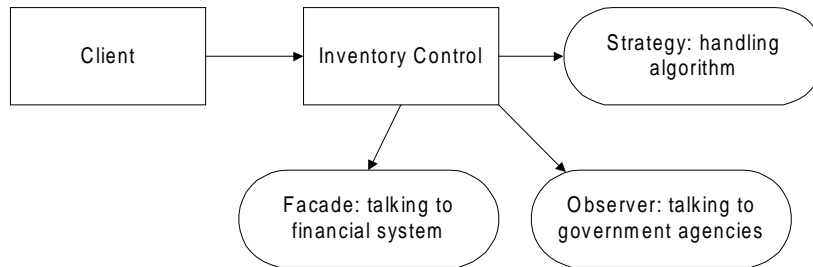 Client
Inventory Control
Strategy: handling
algorithm
Facade: talking to
financial system
Observer: talking to
government agencies